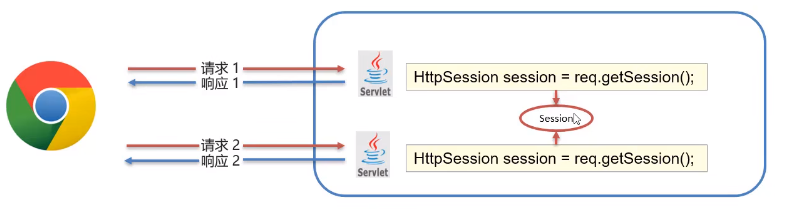 请求 1
响应 1
Servlet
HttpSession session = req.getSession();
Session
请求 2
响应 2
Servlet
HttpSession session = req.getSession();